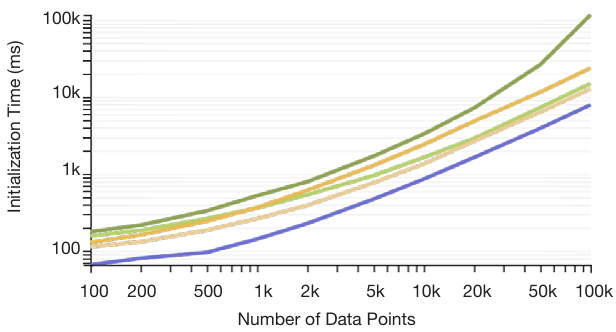 100k
10k
1k
100
Initialization Time (ms)
100 200 500 1k 2k 5k 10k 20k 50k 100k
Number of Data Points